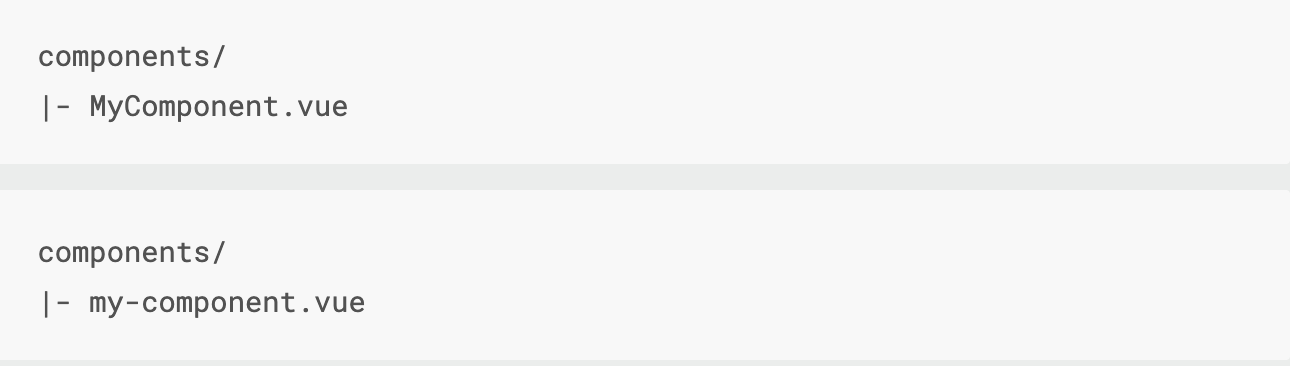 components/
|- MyComponent.vue
components/
|- my-component.vue